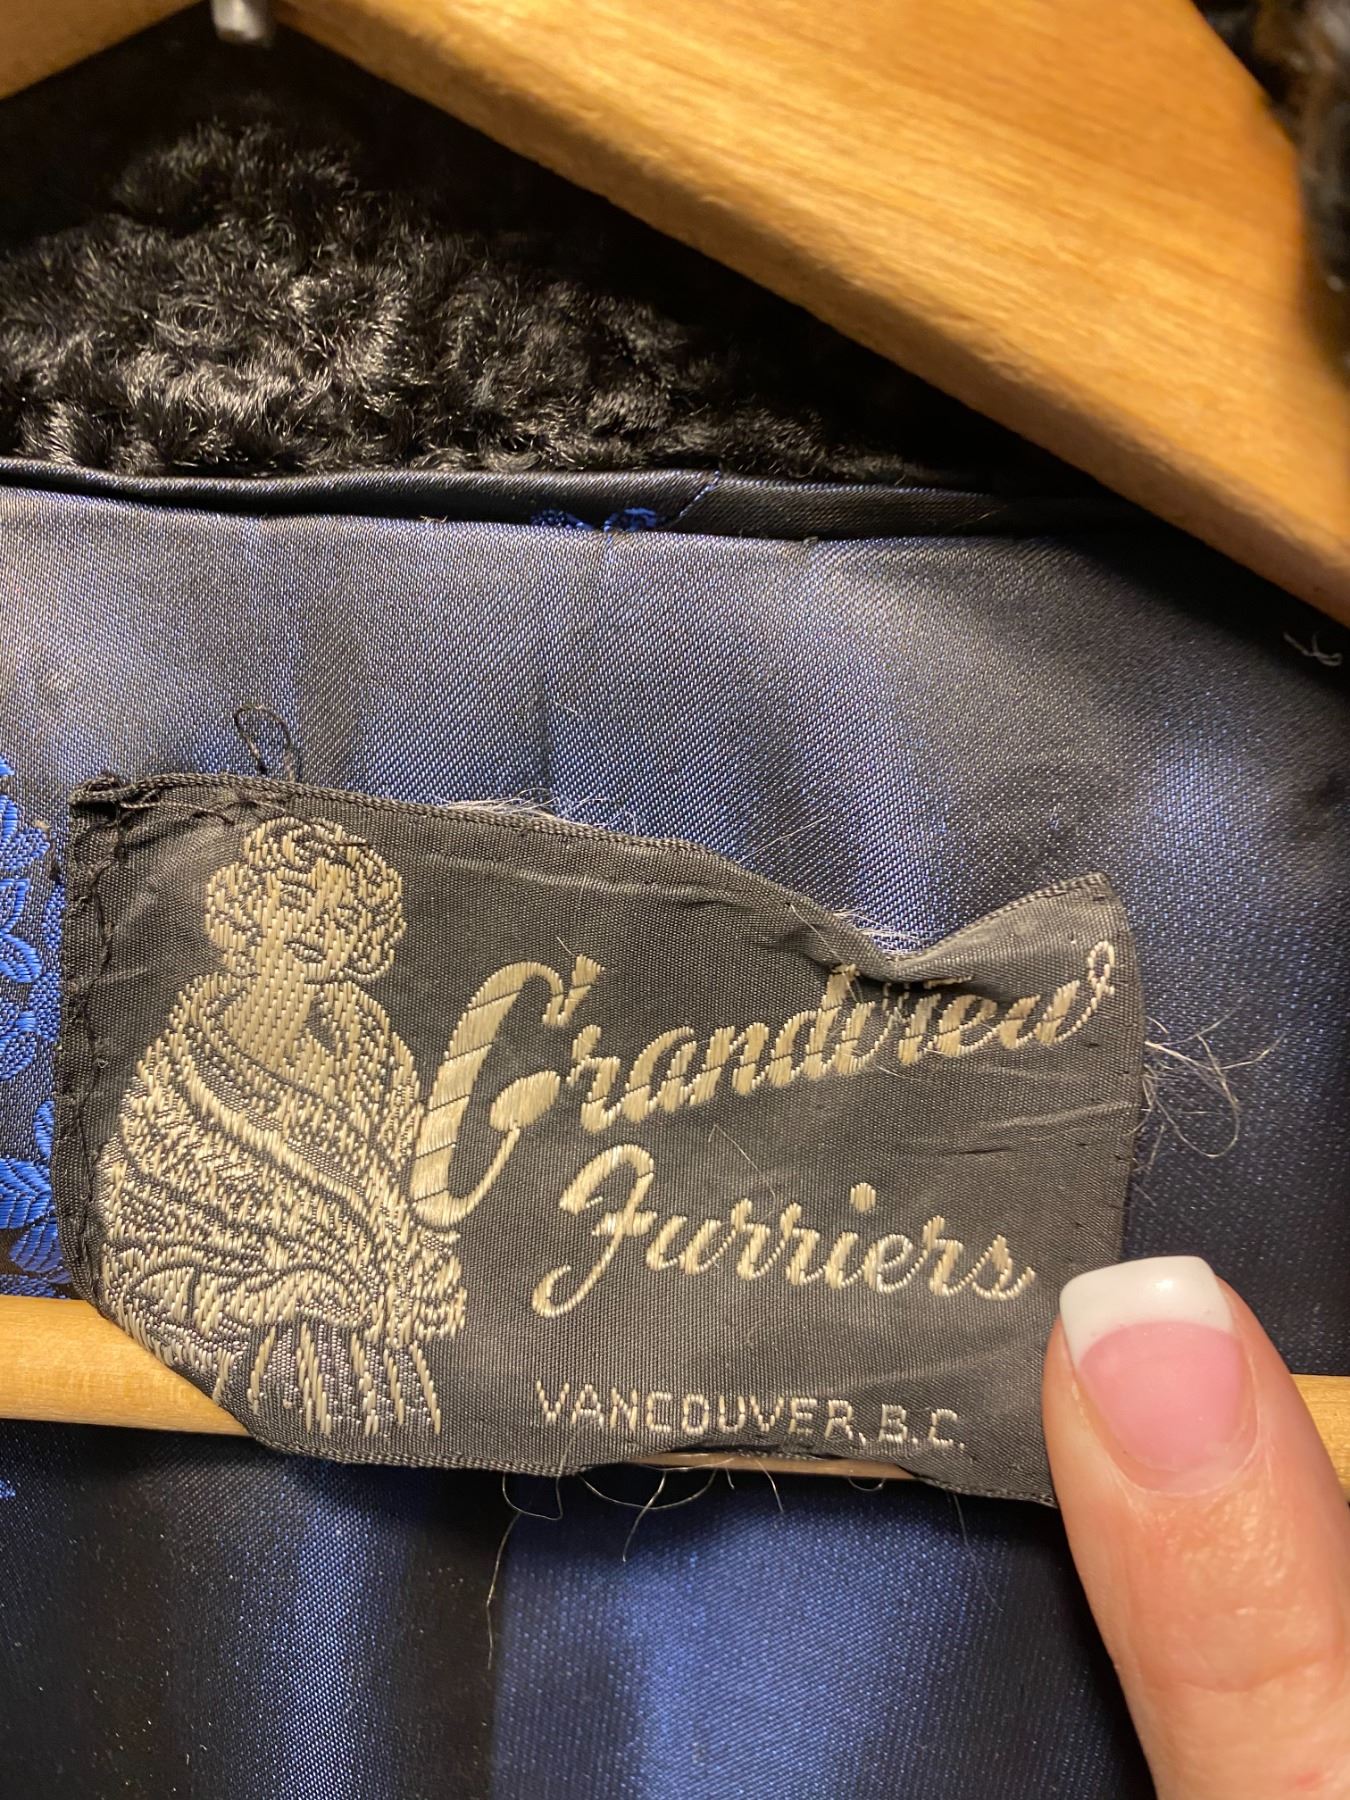 Grandview
Furriers
VANCOUVER, B.C.